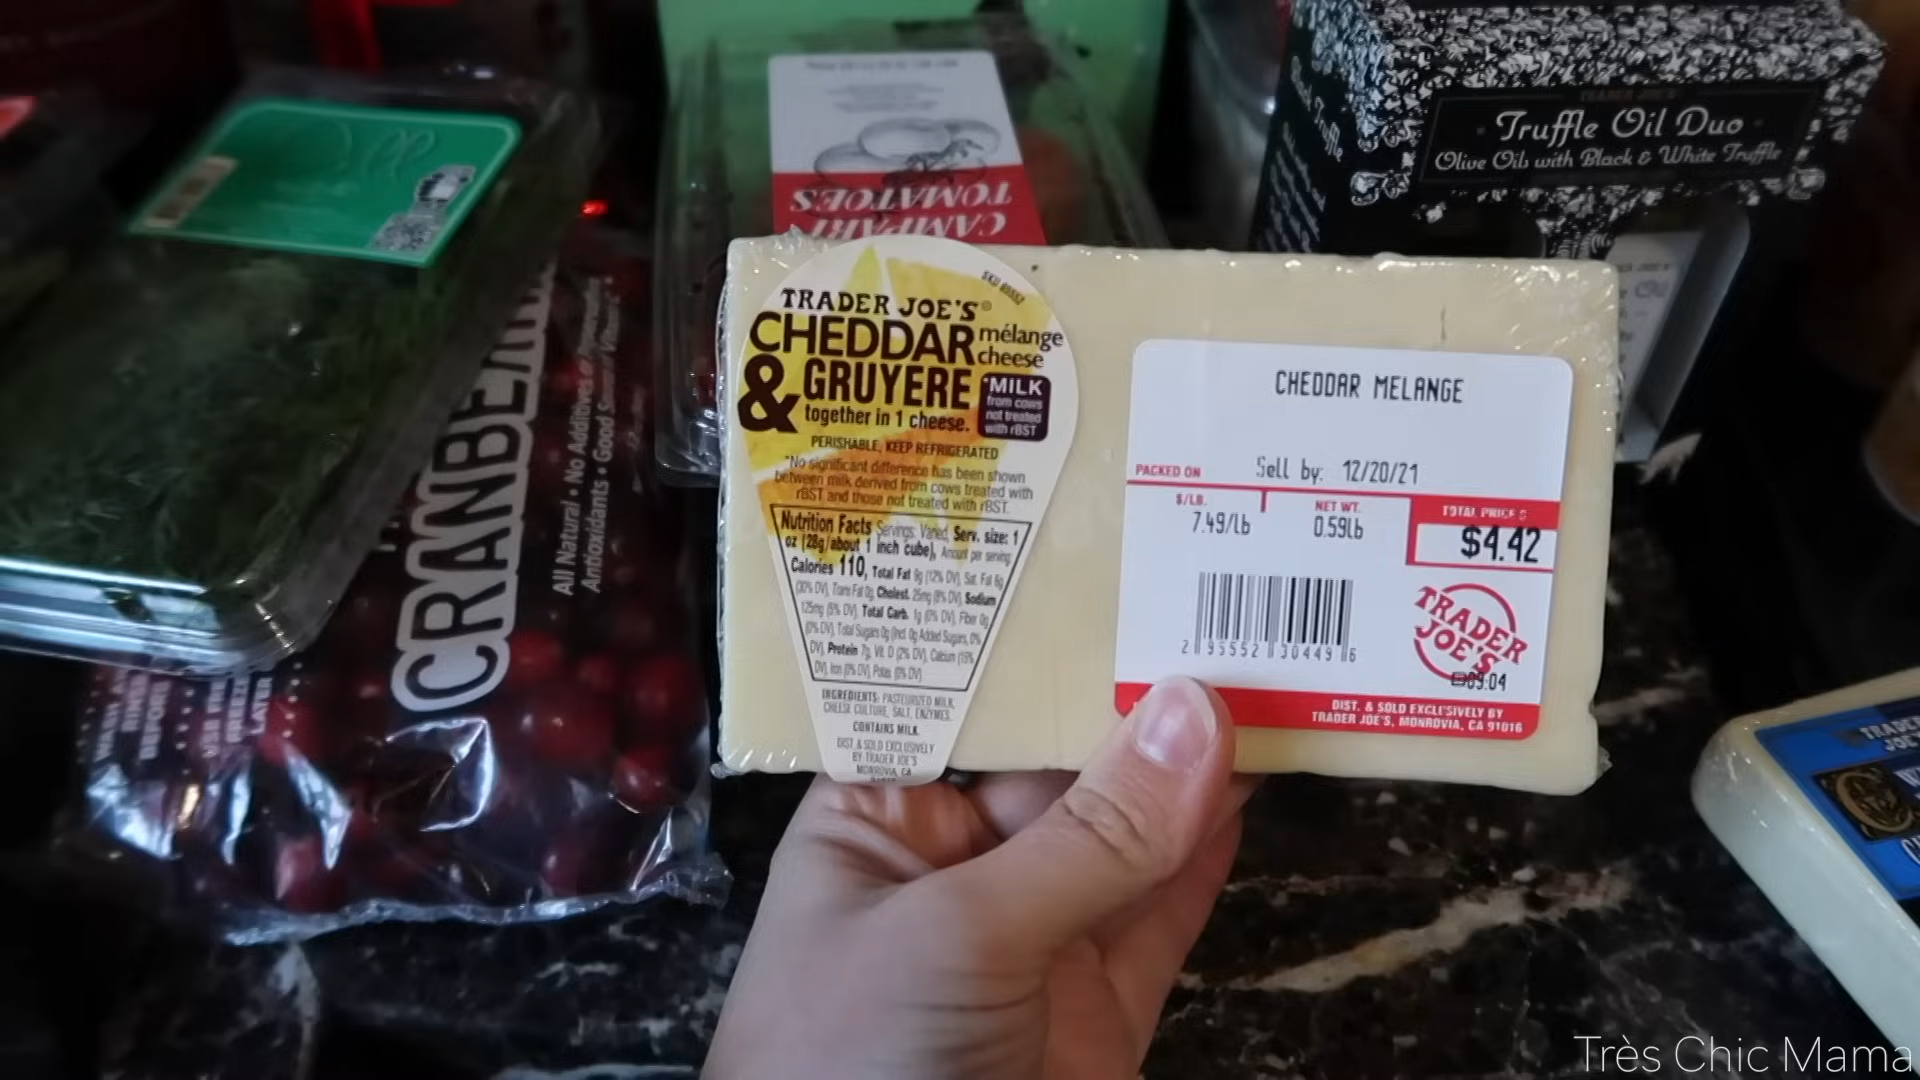 TRADER JOE'S®
CHEDDAR mélange
& GRUYERE cheese
together in 1 cheese.
*MILK
from cows
not treated
with rBST
PERISHABLE, KEEP REFRIGERATED
*No significant difference has been shown
between milk derived from cows treated with
rBST and those not treated with rBST.
Nutrition Facts Servings: Varied, Serv. size: 1
oz (28g/about 1 inch cube), Amount per serving:
Calories 110, Total Fat 9g (12% DV), Sat. Fat 6g
(30% DV), Trans Fat 0g, Cholest. 25mg (8% DV), Sodium
125mg (5% DV), Total Carb. 1g (0% DV), Fiber 0g
(0% DV), Total Sugars 0g (Incl. 0g Added Sugars, 0%
DV), Protein 7g, Vit. D (2% DV), Calcium (15%
DV), Iron (0% DV), Potas. (0% DV)
INGREDIENTS: PASTEURIZED MILK,
CHEESE CULTURE, SALT, ENZYMES.
CONTAINS MILK.
DIST. & SOLD EXCLUSIVELY
BY TRADER JOE'S
MONROVIA, CA
CHEDDAR MELANGE
PACKED ON
Sell by: 12/20/21
$/LB.
NET WT.
TOTAL PRICE
7.49/lb
0.59lb
$4.42
2 95552 30449 6
TRADER
JOE'S
09:04
DIST. & SOLD EXCLUSIVELY BY
TRADER JOE'S, MONROVIA, CA 91016
CAMPARI
TOMATOES
TRADER JOE'S
Truffle Oil Duo
Olive Oils with Black & White Truffle
All Natural • No Additives
Antioxidants • Good
TRADER
JOE'S
Très Chic Mama